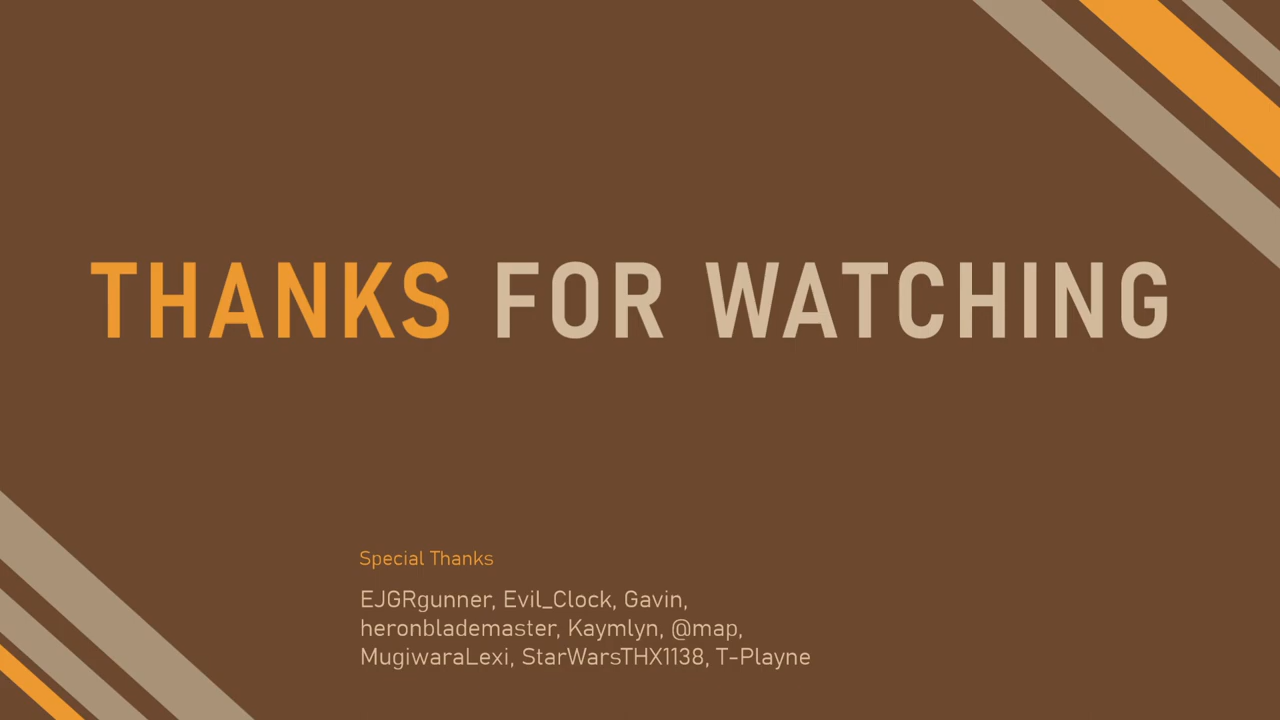 THANKS FOR WATCHING
Special Thanks
EJGRgunner, Evil_Clock, Gavin,
heronblademaster, Kaymlyn, @map,
MugiwaraLexi, StarWarsTHX1138, T-Playne